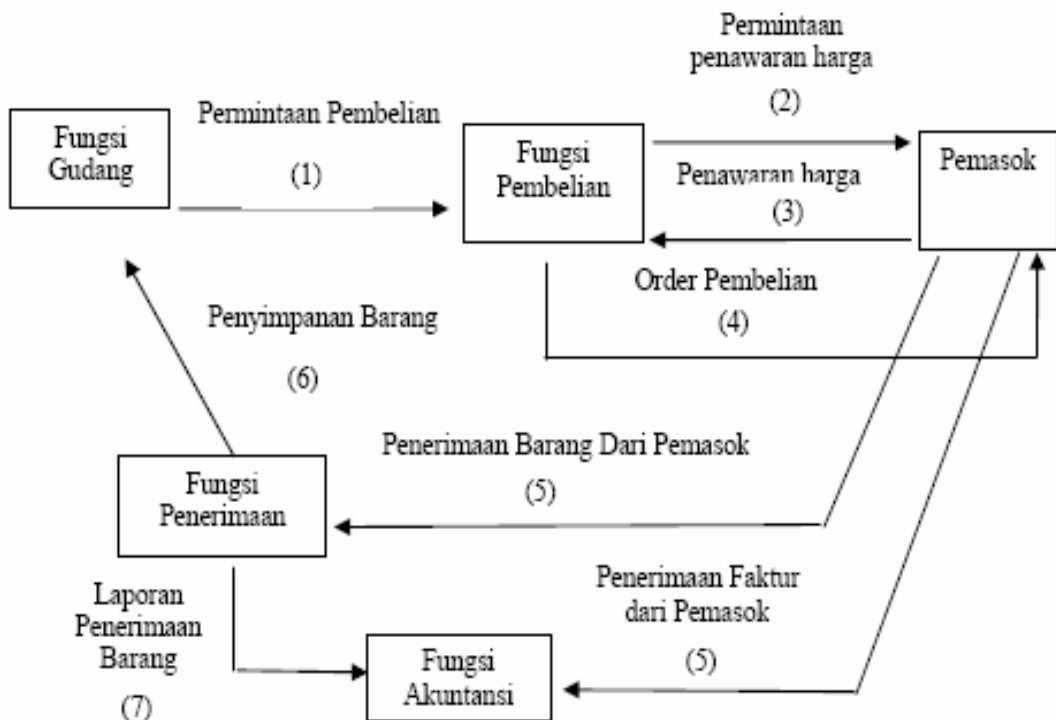 Permintaan
penawaran harga
(2)
Fungsi
Gudang
Permintaan Pembelian
(1)
Fungsi
Pembelian
Penawaran harga
(3)
Pemasok
Order Pembelian
(4)
Penyimpanan Barang
(6)
Penerimaan Barang Dari Pemasok
(5)
Fungsi
Penerimaan
Penerimaan Faktur
dari Pemasok
(5)
Laporan
Penerimaan
Barang
(7)
Fungsi
Akuntansi